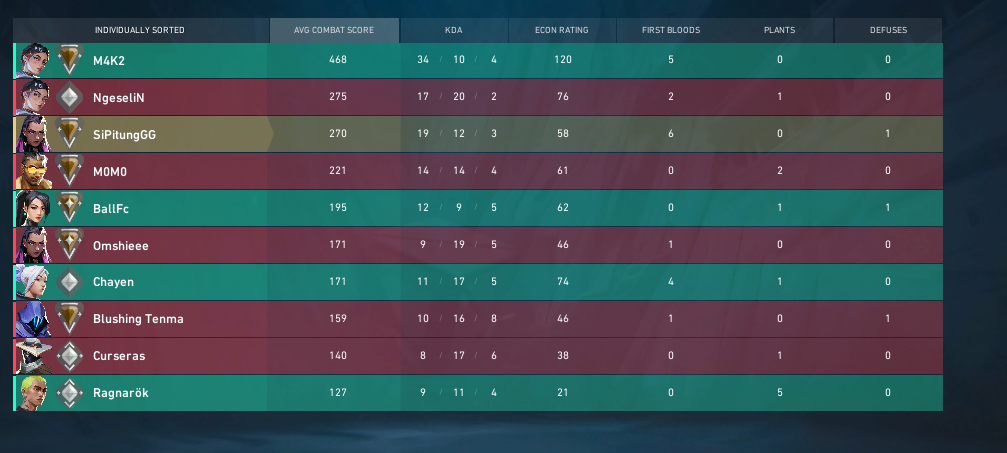 INDIVIDUALLY SORTED AVG COMBAT SCORE KDA ECON RATING FIRST BLOODS PLANTS DEFUSES
M4K2 468 34 / 10 / 4 120 5 0 0
NgeseliN 275 17 / 20 / 2 76 2 1 0
SiPitungGG 270 19 / 12 / 3 58 6 0 1
M0M0 221 14 / 14 / 4 61 0 2 0
BallFc 195 12 / 9 / 5 62 0 1 1
Omshieee 171 9 / 19 / 5 46 1 0 0
Chayen 171 11 / 17 / 5 74 4 1 0
Blushing Tenma 159 10 / 16 / 8 46 1 0 1
Curseras 140 8 / 17 / 6 38 0 1 0
Ragnarök 127 9 / 11 / 4 21 0 5 0